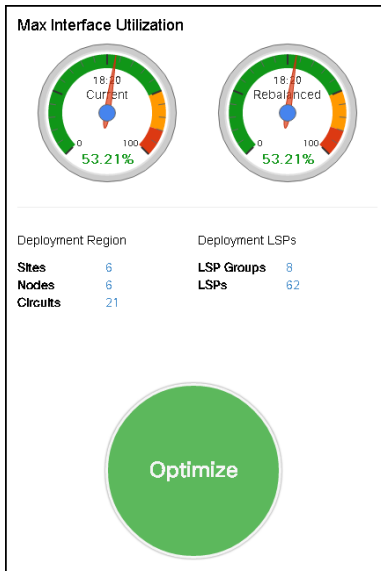 Max Interface Utilization
18:20 18:20
Current Rebalanced
0 100 0 100
53.21% 53.21%
Deployment Region Deployment LSPs
Sites 6 LSP Groups 8
Nodes 6 LSPs 62
Circuits 21
Optimize